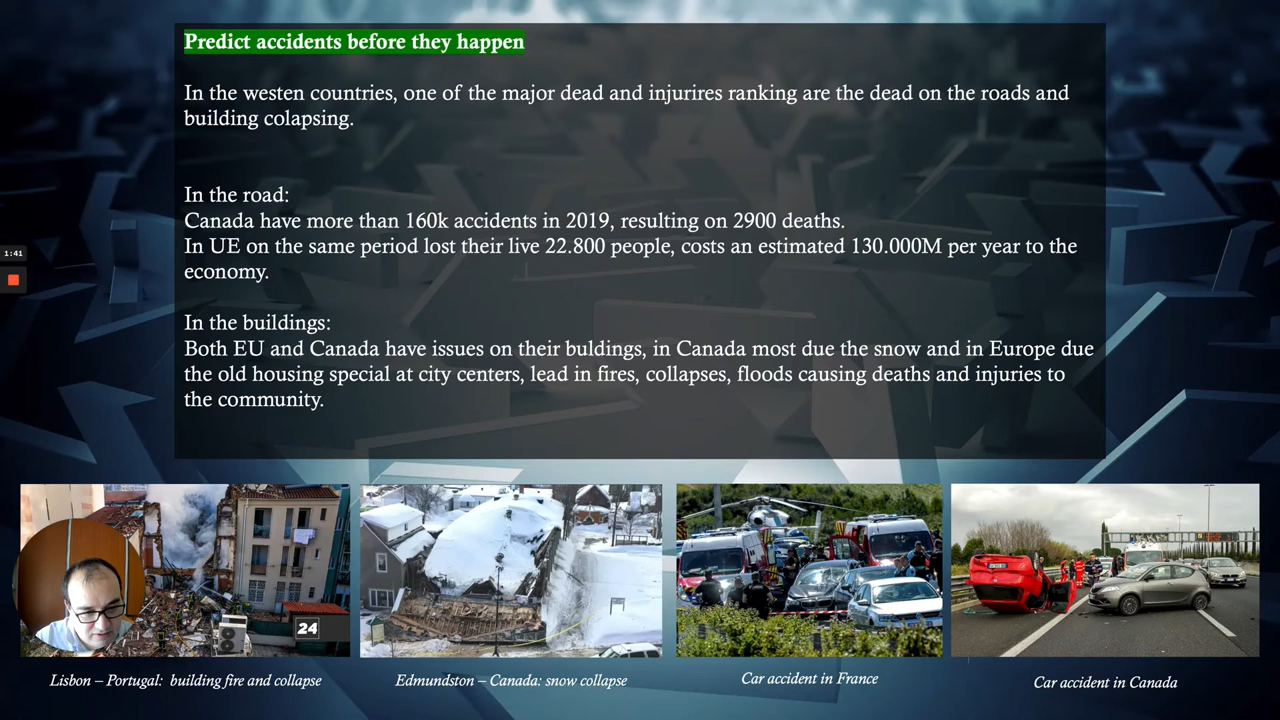 Predict accidents before they happen
In the westen countries, one of the major dead and injurires ranking are the dead on the roads and
building colapsing.
In the road:
Canada have more than 160k accidents in 2019, resulting on 2900 deaths.
In UE on the same period lost their live 22.800 people, costs an estimated 130.000M per year to the
economy.
In the buildings:
Both EU and Canada have issues on their buldings, in Canada most due the snow and in Europe due
the old housing special at city centers, lead in fires, collapses, floods causing deaths and injuries to
the community.
1:41
24
Lisbon – Portugal: building fire and collapse
Edmundston – Canada: snow collapse
Car accident in France
Car accident in Canada